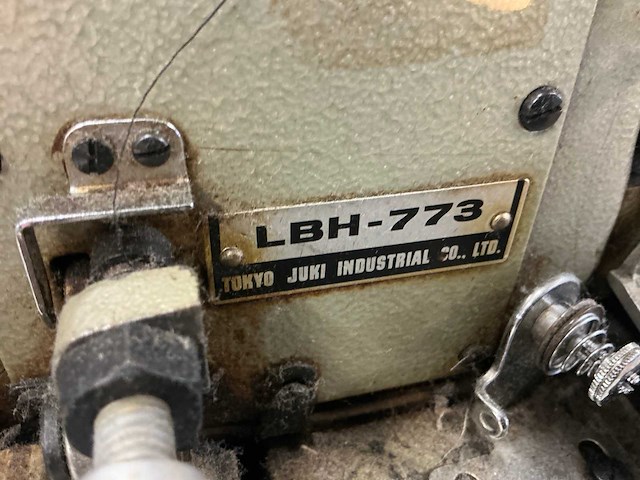 LBH-773
TOKYO JUKI INDUSTRIAL CO., LTD.